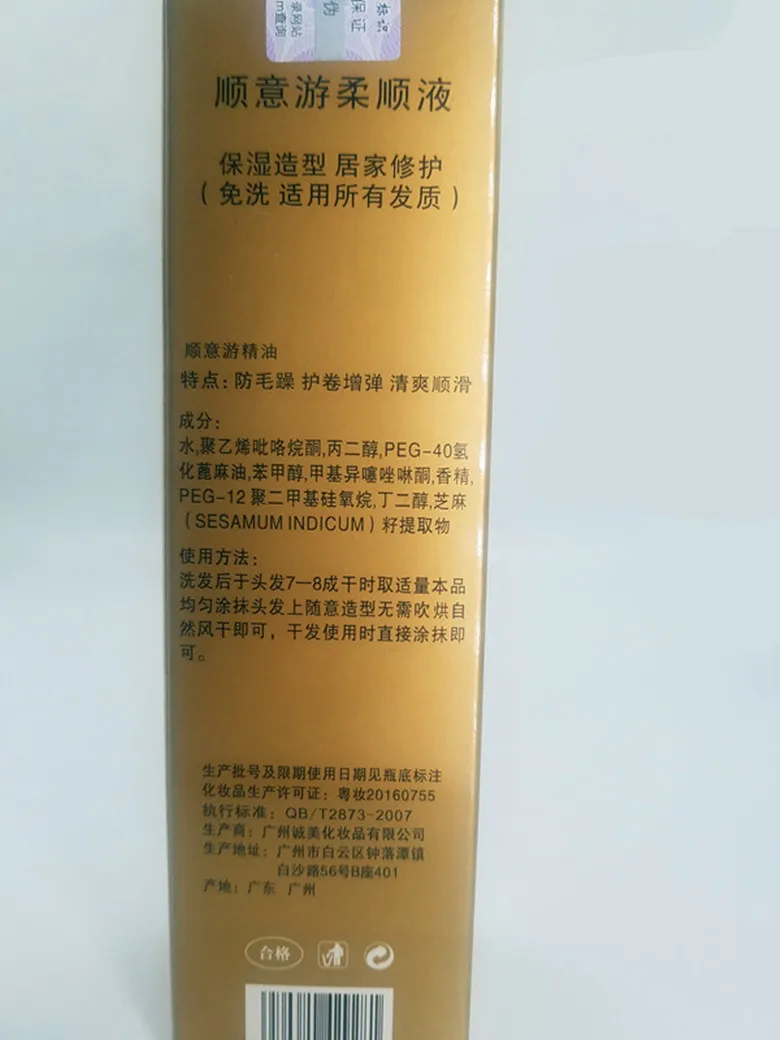 标识
保证
伪
录网站
m查询
顺意游柔顺液
保湿造型 居家修护
( 免洗 适用所有发质 )
顺意游精油
特点: 防毛躁 护卷增弹 清爽顺滑
成分:
水,聚乙烯吡咯烷酮,丙二醇,PEG-40氢
化蓖麻油,苯甲醇,甲基异噻唑啉酮,香精,
PEG-12 聚二甲基硅氧烷,丁二醇,芝麻
(SESAMUM INDICUM) 籽提取物
使用方法:
洗发后于头发7—8成干时取适量本品
均匀涂抹头发上随意造型无需吹烘自
然风干即可，干发使用时直接涂抹即
可。
生产批号及限期使用日期见瓶底标注
化妆品生产许可证: 粤妆20160755
执行标准: QB/T2873-2007
生产商: 广州诚美化妆品有限公司
生产地址: 广州市白云区钟落潭镇
白沙路56号B座401
产地: 广东 广州
合格